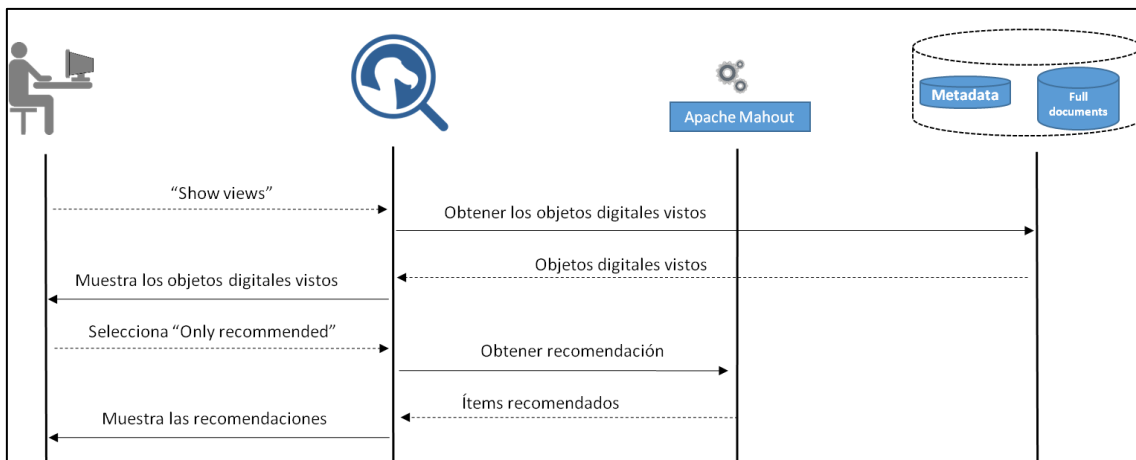 Apache Mahout
Metadata
Full
documents
“Show views”
Obtener los objetos digitales vistos
Objetos digitales vistos
Muestra los objetos digitales vistos
Selecciona “Only recommended”
Obtener recomendación
Ítems recomendados
Muestra las recomendaciones